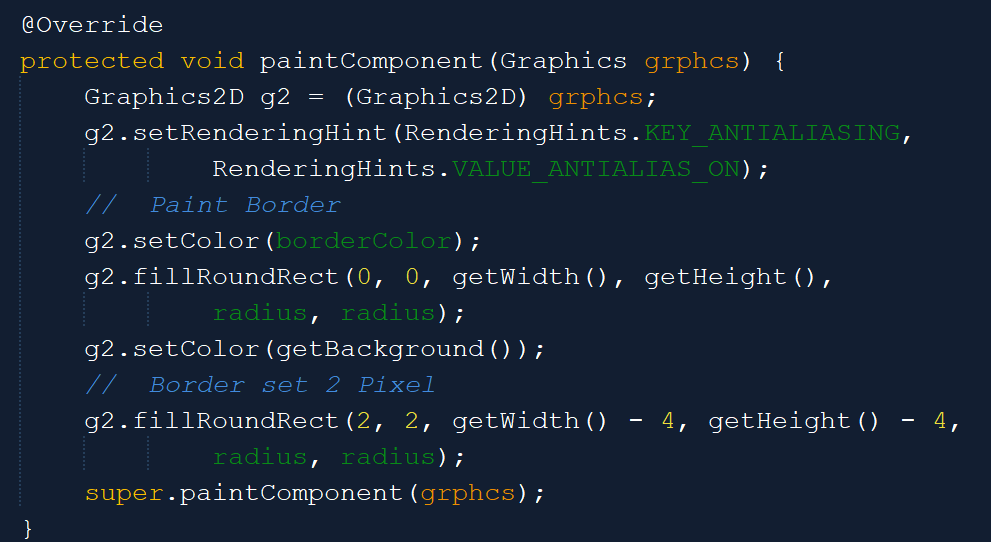 @Override
protected void paintComponent(Graphics grphcs) {
    Graphics2D g2 = (Graphics2D) grphcs;
    g2.setRenderingHint(RenderingHints.KEY_ANTIALIASING,
            RenderingHints.VALUE_ANTIALIAS_ON);
    //  Paint Border
    g2.setColor(borderColor);
    g2.fillRoundRect(0, 0, getWidth(), getHeight(),
            radius, radius);
    g2.setColor(getBackground());
    //  Border set 2 Pixel
    g2.fillRoundRect(2, 2, getWidth() - 4, getHeight() - 4,
            radius, radius);
    super.paintComponent(grphcs);
}